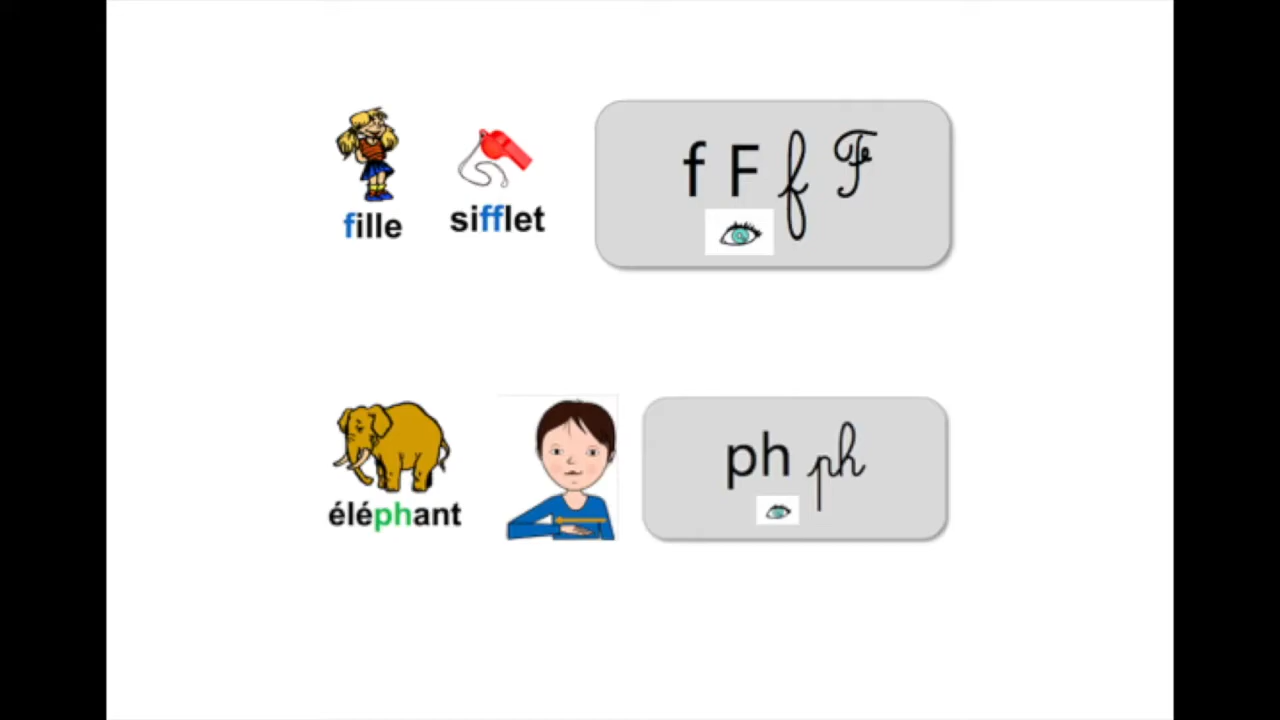 fille
sifflet
f F f F
éléphant
ph ph